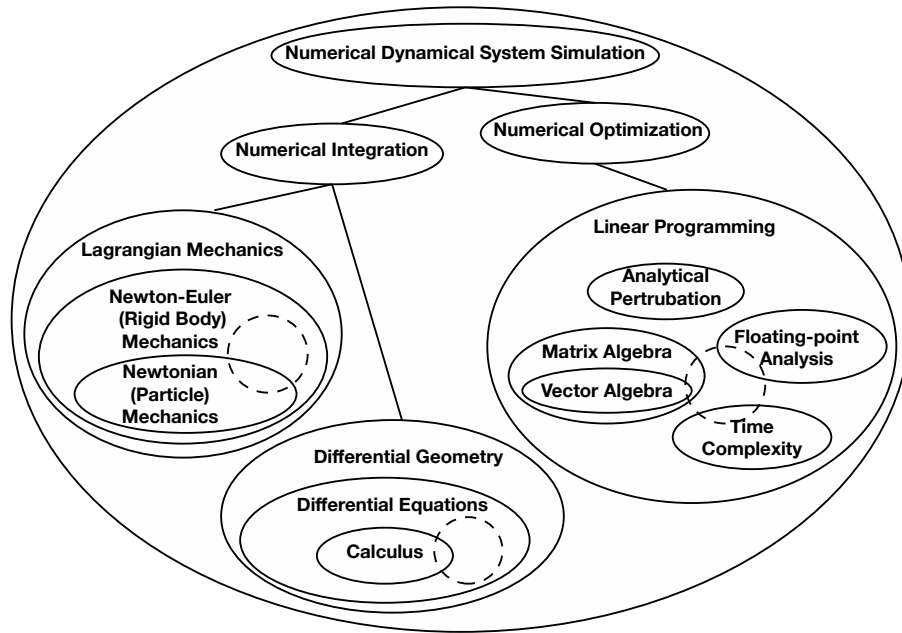 Numerical Dynamical System Simulation
Numerical Integration
Numerical Optimization
Lagrangian Mechanics
Newton-Euler
(Rigid Body)
Mechanics
Newtonian
(Particle)
Mechanics
Differential Geometry
Differential Equations
Calculus
Linear Programming
Analytical
Pertrubation
Matrix Algebra
Vector Algebra
Floating-point
Analysis
Time
Complexity